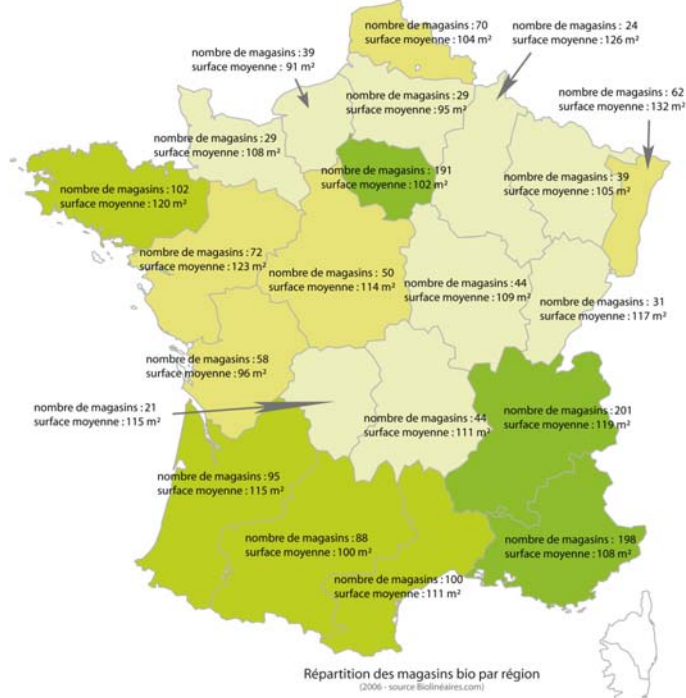 nombre de magasins : 70
surface moyenne : 104 m²
nombre de magasins : 24
surface moyenne : 126 m²
nombre de magasins : 39
surface moyenne : 91 m²
nombre de magasins : 29
surface moyenne : 95 m²
nombre de magasins : 62
surface moyenne : 132 m²
nombre de magasins : 29
surface moyenne : 108 m²
nombre de magasins : 191
surface moyenne : 102 m²
nombre de magasins : 39
surface moyenne : 105 m²
nombre de magasins : 102
surface moyenne : 120 m²
nombre de magasins : 72
surface moyenne : 123 m²
nombre de magasins : 50
surface moyenne : 114 m²
nombre de magasins : 44
surface moyenne : 109 m²
nombre de magasins : 31
surface moyenne : 117 m²
nombre de magasins : 58
surface moyenne : 96 m²
nombre de magasins : 21
surface moyenne : 115 m²
nombre de magasins : 44
surface moyenne : 111 m²
nombre de magasins : 201
surface moyenne : 119 m²
nombre de magasins : 95
surface moyenne : 115 m²
nombre de magasins : 88
surface moyenne : 100 m²
nombre de magasins : 198
surface moyenne : 108 m²
nombre de magasins : 100
surface moyenne : 111 m²
Répartition des magasins bio par région
(2006 - source Biolinéaires.com)